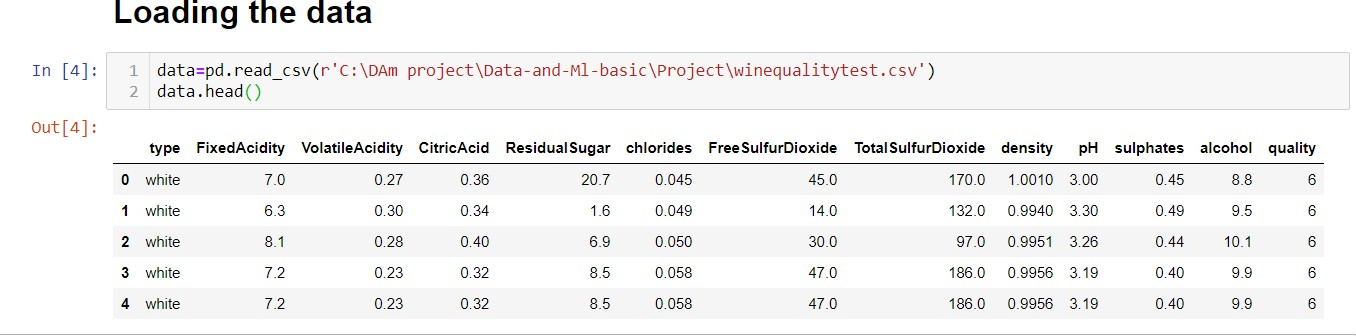 Loading the data
In [4]:
1 data=pd.read_csv(r'C:\DAm project\Data-and-Ml-basic\Project\winequalitytest.csv')
2 data.head()
Out[4]:
type FixedAcidity VolatileAcidity CitricAcid ResidualSugar chlorides FreeSulfurDioxide TotalSulfurDioxide density pH sulphates alcohol quality
0 white 7.0 0.27 0.36 20.7 0.045 45.0 170.0 1.0010 3.00 0.45 8.8 6
1 white 6.3 0.30 0.34 1.6 0.049 14.0 132.0 0.9940 3.30 0.49 9.5 6
2 white 8.1 0.28 0.40 6.9 0.050 30.0 97.0 0.9951 3.26 0.44 10.1 6
3 white 7.2 0.23 0.32 8.5 0.058 47.0 186.0 0.9956 3.19 0.40 9.9 6
4 white 7.2 0.23 0.32 8.5 0.058 47.0 186.0 0.9956 3.19 0.40 9.9 6